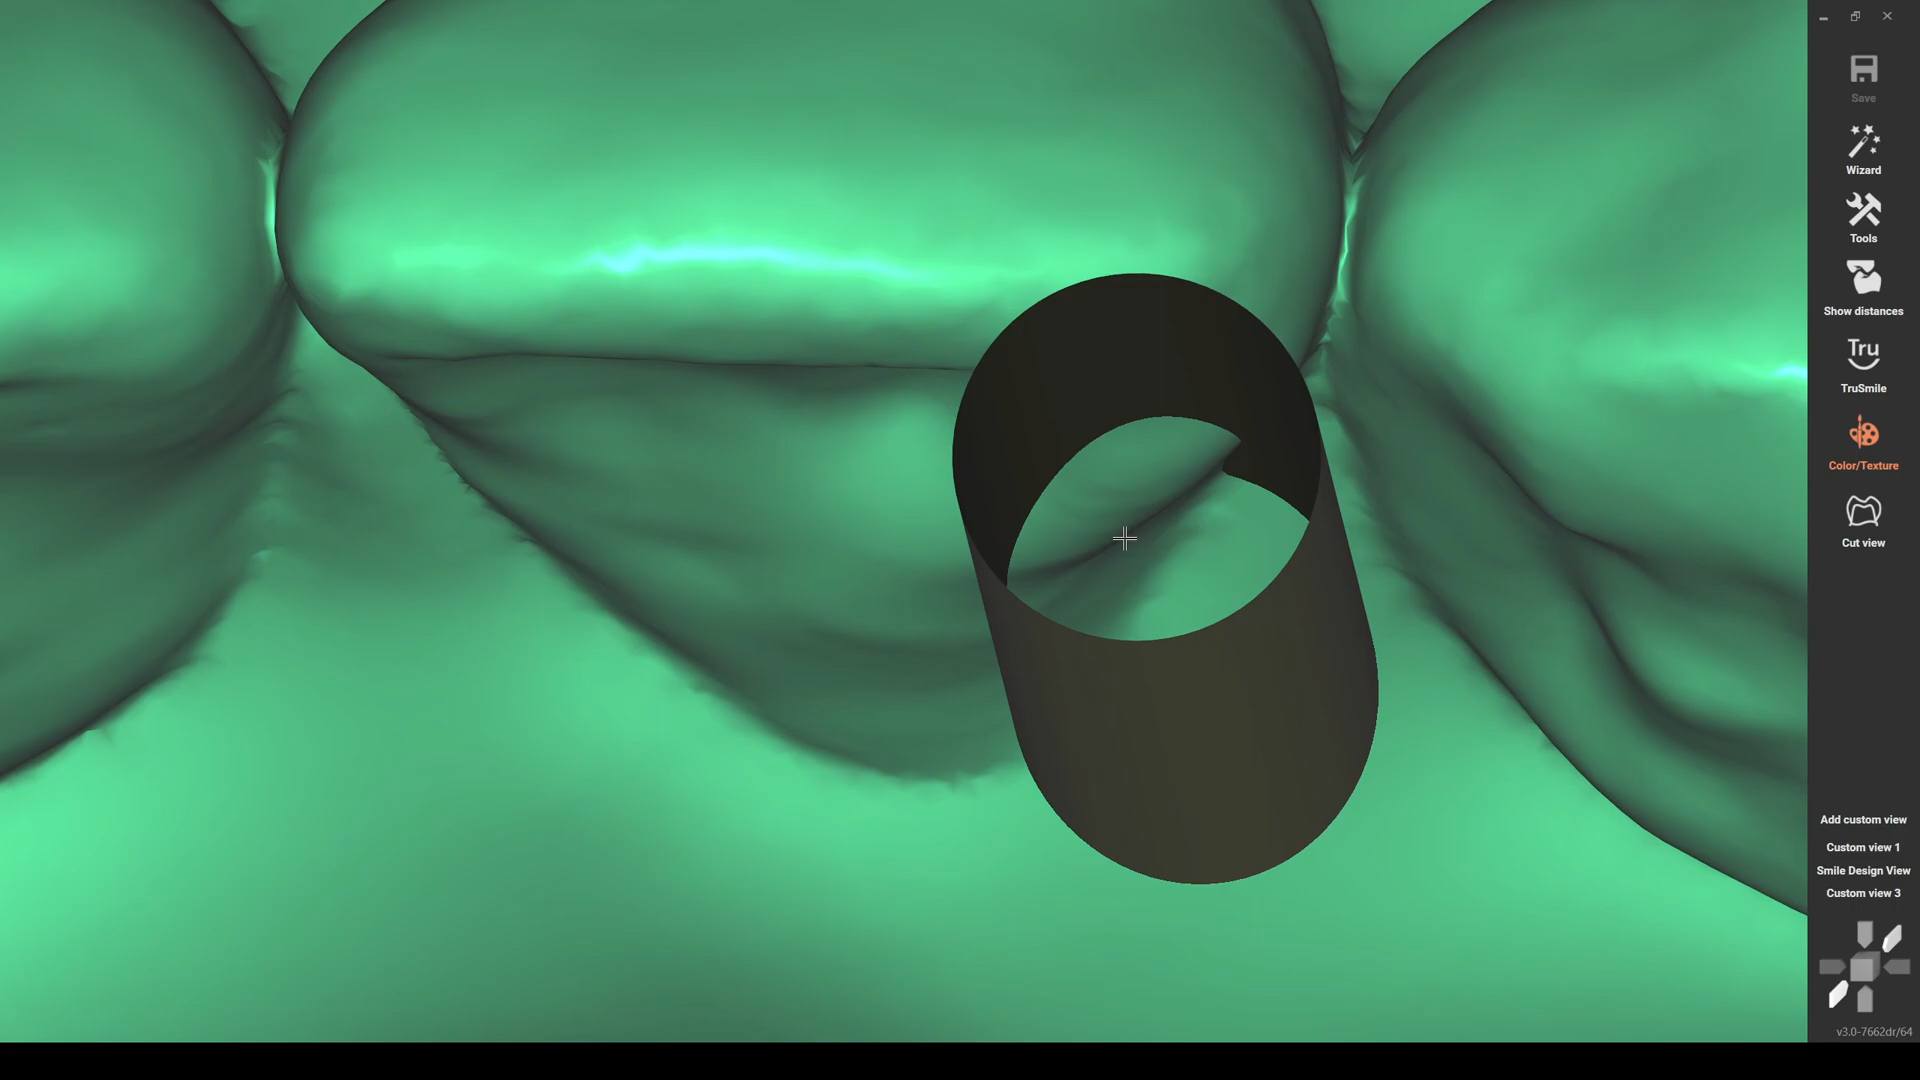 Save
Wizard
Tools
Show distances
Tru
TruSmile
Color/Texture
Cut view
Add custom view
Custom view 1
Smile Design View
Custom view 3
v3.0-7662dr/64